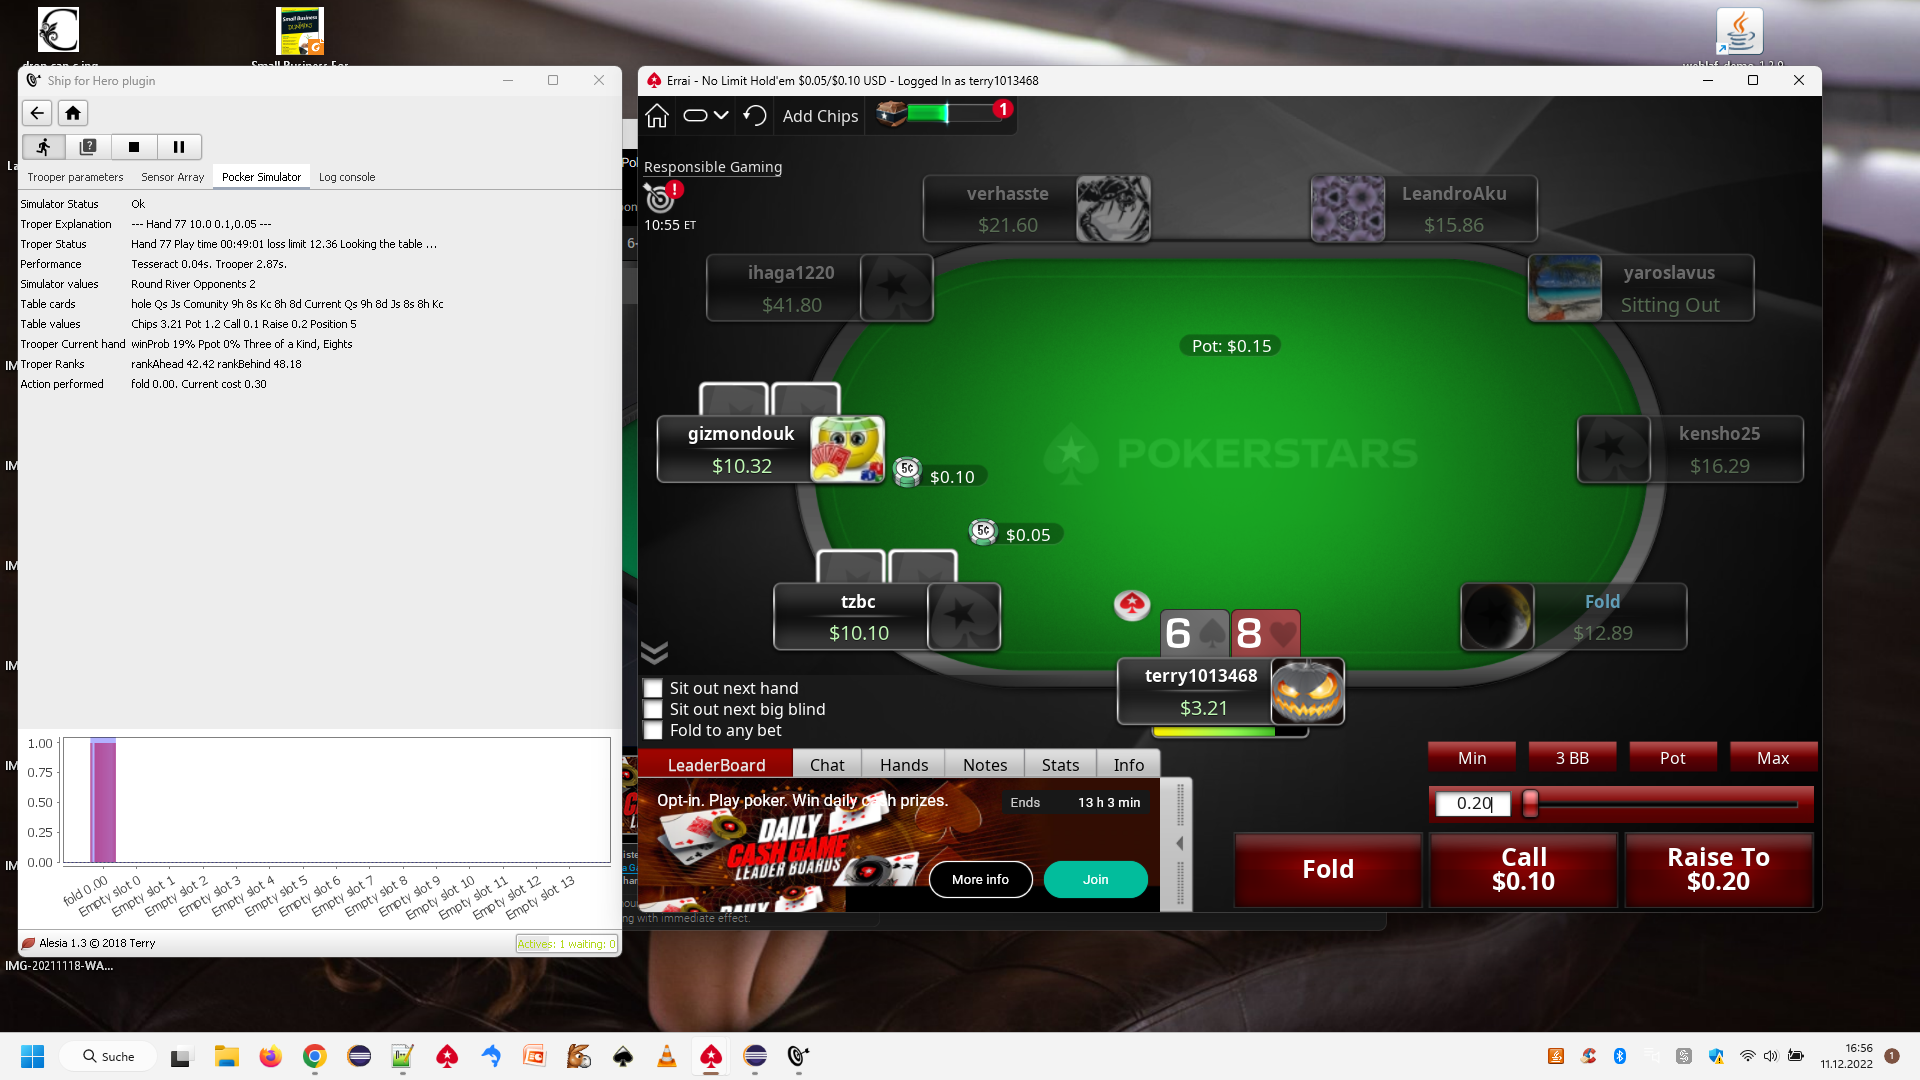 Small Business For
Small Business
DUMMIES
Ship for Hero plugin
Trooper parameters Sensor Array Pocker Simulator Log console
Simulator Status Ok
Troper Explanation --- Hand 77 10.0 0.1,0.05 ---
Troper Status Hand 77 Play time 00:49:01 loss limit 12.36 Looking the table ...
Performance Tesseract 0.04s. Trooper 2.87s.
Simulator values Round River Opponents 2
Table cards hole Qs Js Comunity 9h 8s Kc 8h 8d Current Qs 9h 8d Js 8s 8h Kc
Table values Chips 3.21 Pot 1.2 Call 0.1 Raise 0.2 Position 5
Trooper Current hand winProb 19% Ppot 0% Three of a Kind, Eights
Troper Ranks rankAhead 42.42 rankBehind 48.18
Action performed fold 0.00. Current cost 0.30
1.00
0.75
0.50
0.25
0.00
fold 0.00
Empty slot 0
Empty slot 1
Empty slot 2
Empty slot 3
Empty slot 4
Empty slot 5
Empty slot 6
Empty slot 7
Empty slot 8
Empty slot 9
Empty slot 10
Empty slot 11
Empty slot 12
Empty slot 13
Alesia 1.3 © 2018 Terry
Actives: 1 waiting: 0
IMG-20211118-WA...
Errai - No Limit Hold'em $0.05/$0.10 USD - Logged In as terry1013468
Add Chips
1
Responsible Gaming
!
10:55 ET
verhasste
$21.60
LeandroAku
$15.86
ihaga1220
$41.80
yaroslavus
Sitting Out
Pot: $0.15
gizmondouk
$10.32
5¢ $0.10
POKERSTARS
kensho25
$16.29
5¢ $0.05
tzbc
$10.10
6 8
Fold
$12.89
terry1013468
$3.21
Sit out next hand
Sit out next big blind
Fold to any bet
LeaderBoard Chat Hands Notes Stats Info
Opt-in. Play poker. Win daily cash prizes.
Ends 13 h 3 min
DAILY
CASH GAME
LEADER BOARDS
More info
Join
Min 3 BB Pot Max
0.20
Fold
Call
$0.10
Raise To
$0.20
ng with immediate effect.
Suche
16:56
11.12.2022
1